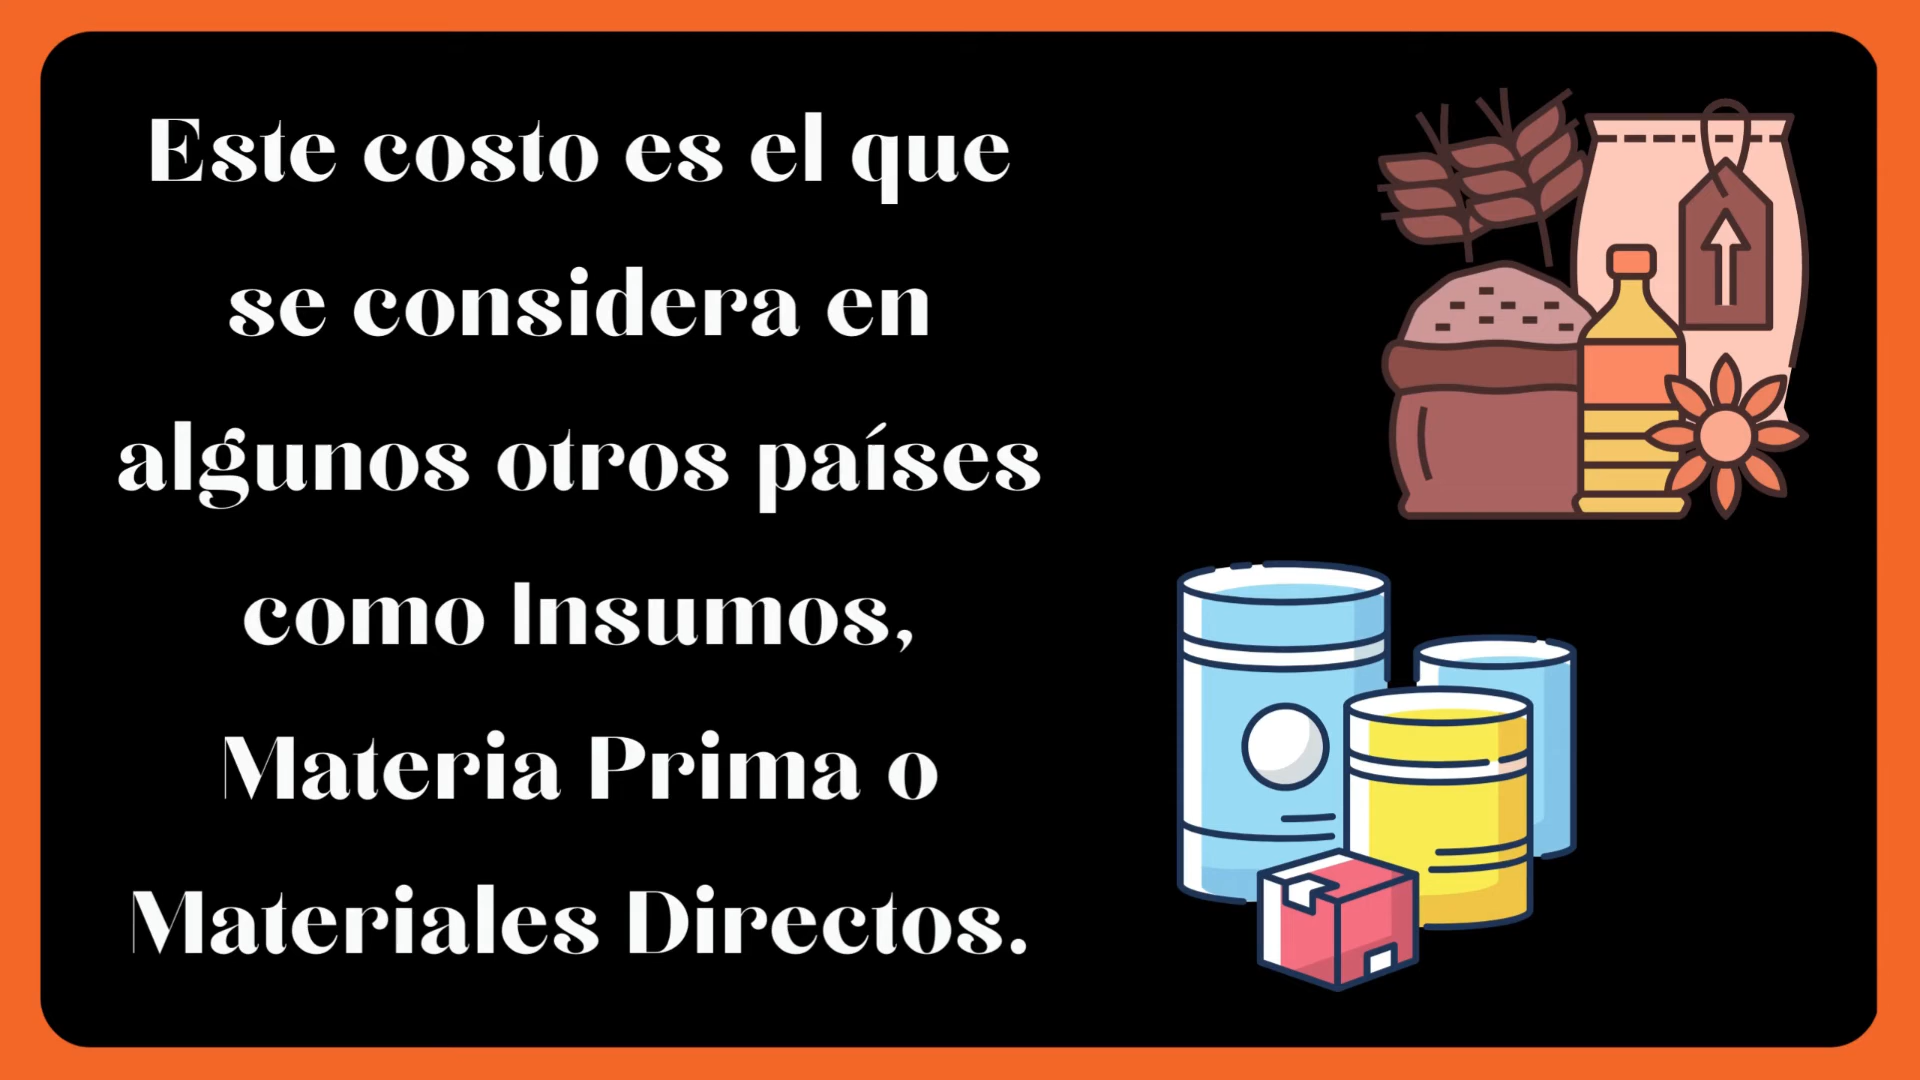 Este costo es el que
se considera en
algunos otros países
como Insumos,
Materia Prima o
Materiales Directos.